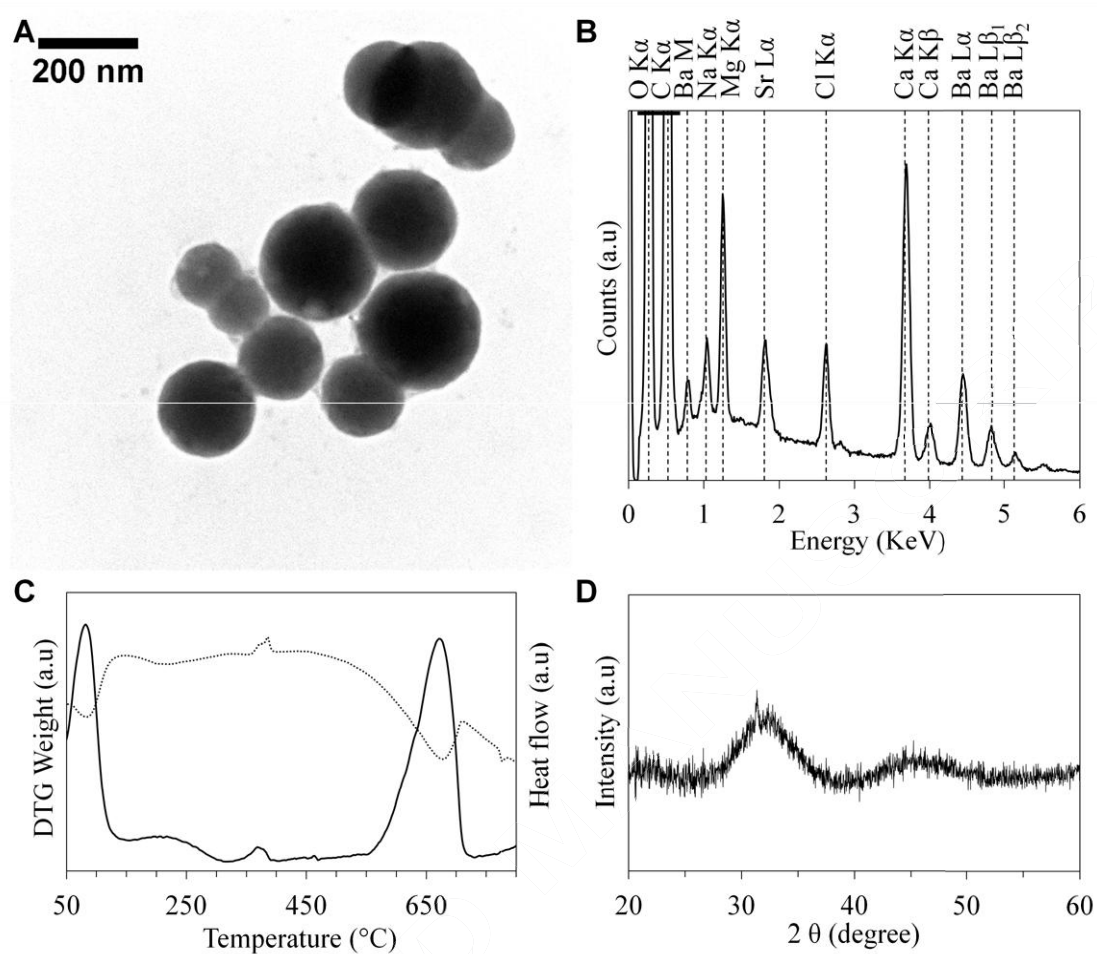 A
200 nm
B
O Kα
C Kα
Ba M
Na Kα
Mg Kα
Sr Lα
Cl Kα
Ca Kα
Ca Kβ
Ba Lα
Ba Lβ1
Ba Lβ2
Counts (a.u)
0 1 2 3 4 5 6
Energy (KeV)
C
DTG Weight (a.u)
Heat flow (a.u)
50 250 450 650
Temperature (°C)
D
Intensity (a.u)
20 30 40 50 60
2 θ (degree)